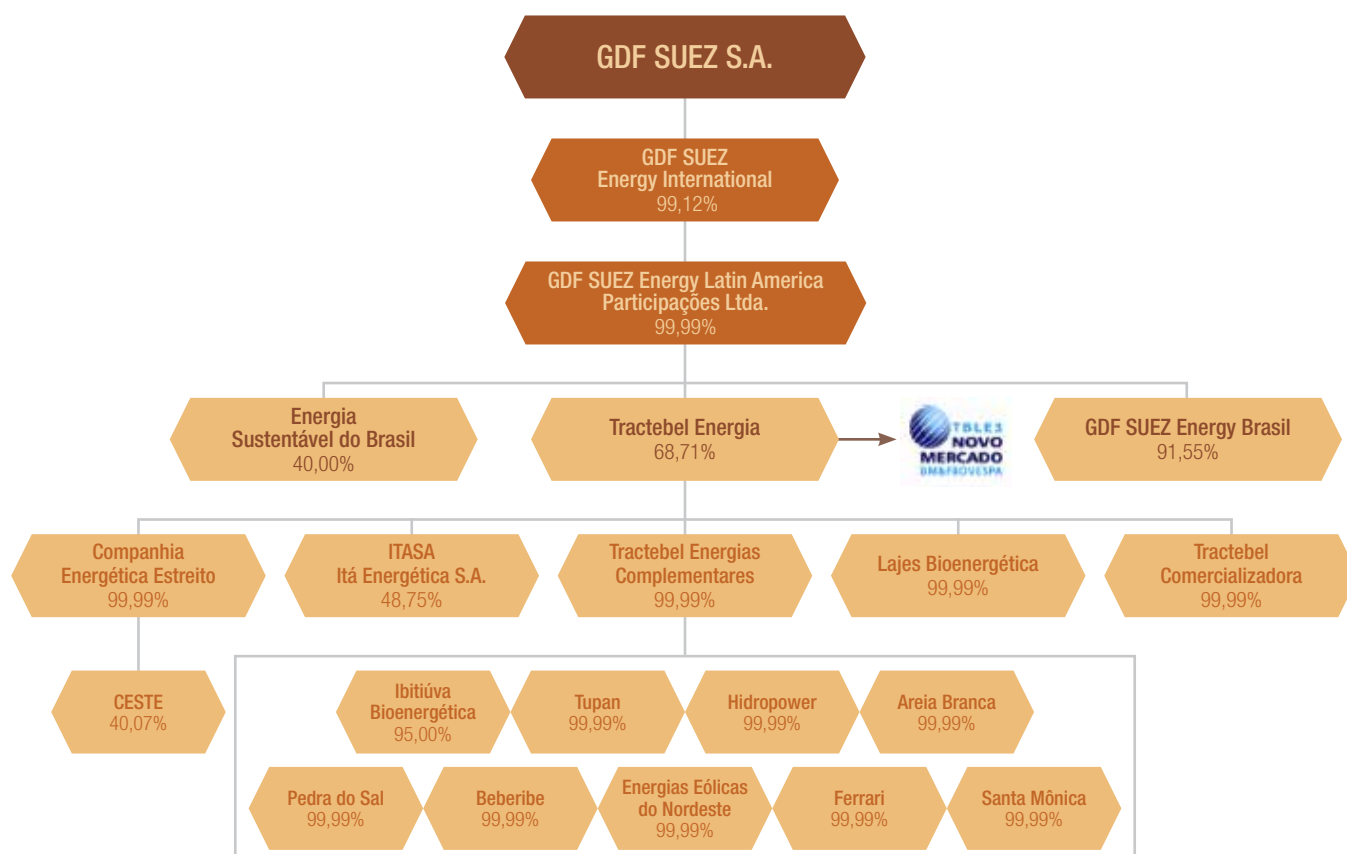 GDF SUEZ S.A.
GDF SUEZ
Energy International
99,12%
GDF SUEZ Energy Latin America
Participações Ltda.
99,99%
Energia
Sustentável do Brasil
40,00%
Tractebel Energia
68,71%
TBLE3
NOVO
MERCADO
BM&FBOVESPA
GDF SUEZ Energy Brasil
91,55%
Companhia
Energética Estreito
99,99%
ITASA
Itá Energética S.A.
48,75%
Tractebel Energias
Complementares
99,99%
Lajes Bioenergética
99,99%
Tractebel
Comercializadora
99,99%
CESTE
40,07%
Ibitiúva
Bioenergética
95,00%
Tupan
99,99%
Hidropower
99,99%
Areia Branca
99,99%
Pedra do Sal
99,99%
Beberibe
99,99%
Energias Eólicas
do Nordeste
99,99%
Ferrari
99,99%
Santa Mônica
99,99%